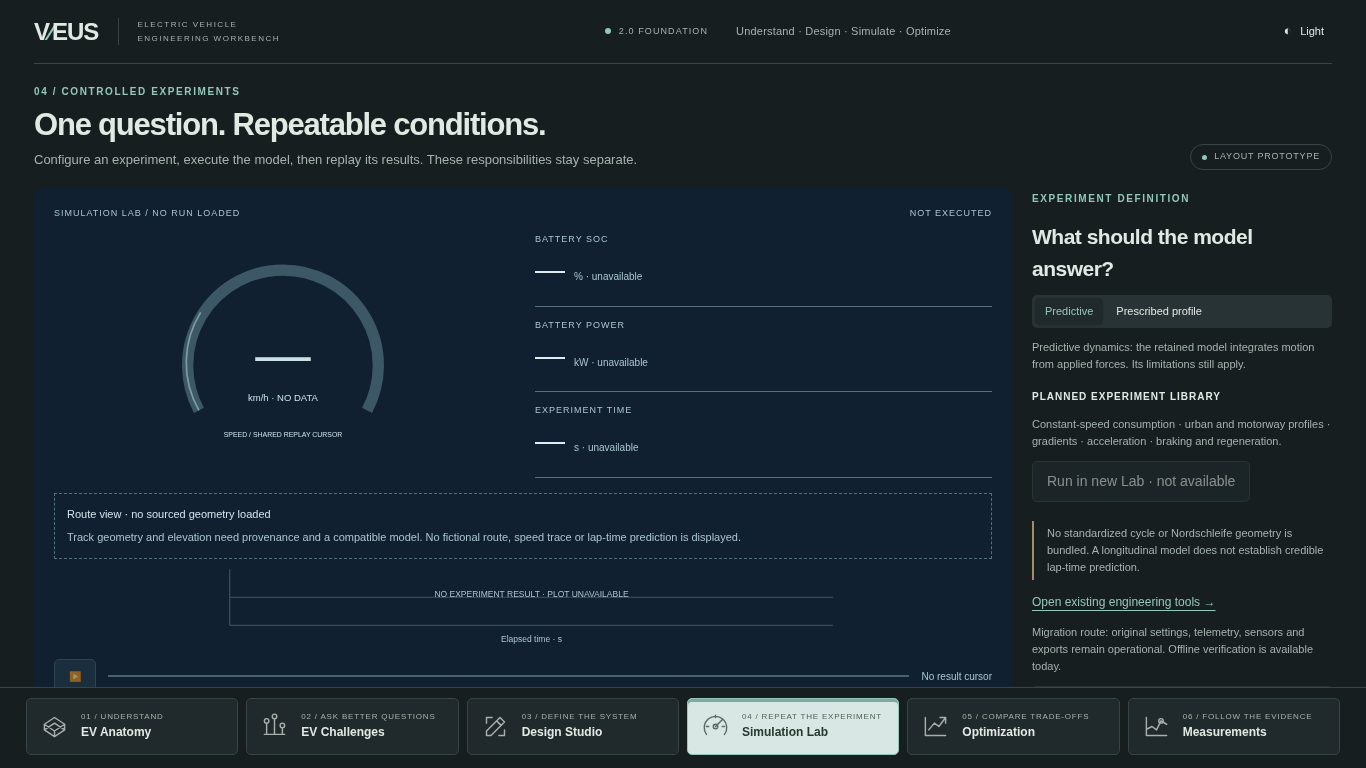 VÆUS
ELECTRIC VEHICLE
ENGINEERING WORKBENCH
2.0 FOUNDATION
Understand · Design · Simulate · Optimize
Light
04 / CONTROLLED EXPERIMENTS
One question. Repeatable conditions.
Configure an experiment, execute the model, then replay its results. These responsibilities stay separate.
LAYOUT PROTOTYPE
SIMULATION LAB / NO RUN LOADED
NOT EXECUTED
—
km/h · NO DATA
SPEED / SHARED REPLAY CURSOR
BATTERY SOC
— % · unavailable
BATTERY POWER
— kW · unavailable
EXPERIMENT TIME
— s · unavailable
Route view · no sourced geometry loaded
Track geometry and elevation need provenance and a compatible model. No fictional route, speed trace or lap-time prediction is displayed.
NO EXPERIMENT RESULT · PLOT UNAVAILABLE
Elapsed time · s
No result cursor
EXPERIMENT DEFINITION
What should the model
answer?
Predictive
Prescribed profile
Predictive dynamics: the retained model integrates motion
from applied forces. Its limitations still apply.
PLANNED EXPERIMENT LIBRARY
Constant-speed consumption · urban and motorway profiles ·
gradients · acceleration · braking and regeneration.
Run in new Lab · not available
No standardized cycle or Nordschleife geometry is
bundled. A longitudinal model does not establish credible
lap-time prediction.
Open existing engineering tools →
Migration route: original settings, telemetry, sensors and
exports remain operational. Offline verification is available
today.
01 / UNDERSTAND
EV Anatomy
02 / ASK BETTER QUESTIONS
EV Challenges
03 / DEFINE THE SYSTEM
Design Studio
04 / REPEAT THE EXPERIMENT
Simulation Lab
05 / COMPARE TRADE-OFFS
Optimization
06 / FOLLOW THE EVIDENCE
Measurements